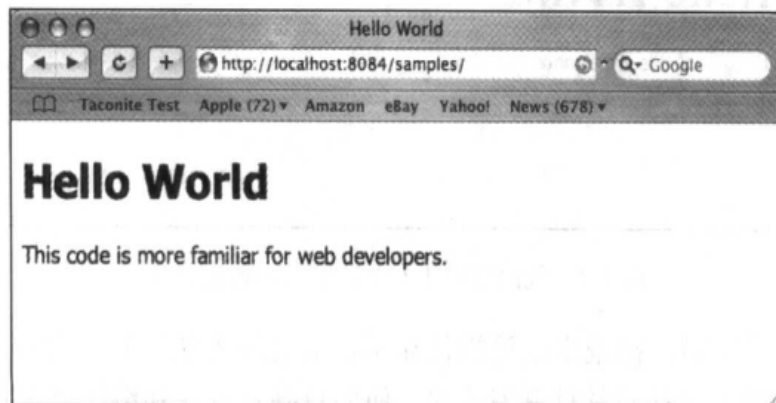 Hello World
http://localhost:8084/samples/
Google
Taconite Test Apple (72) Amazon eBay Yahoo! News (678)
Hello World
This code is more familiar for web developers.